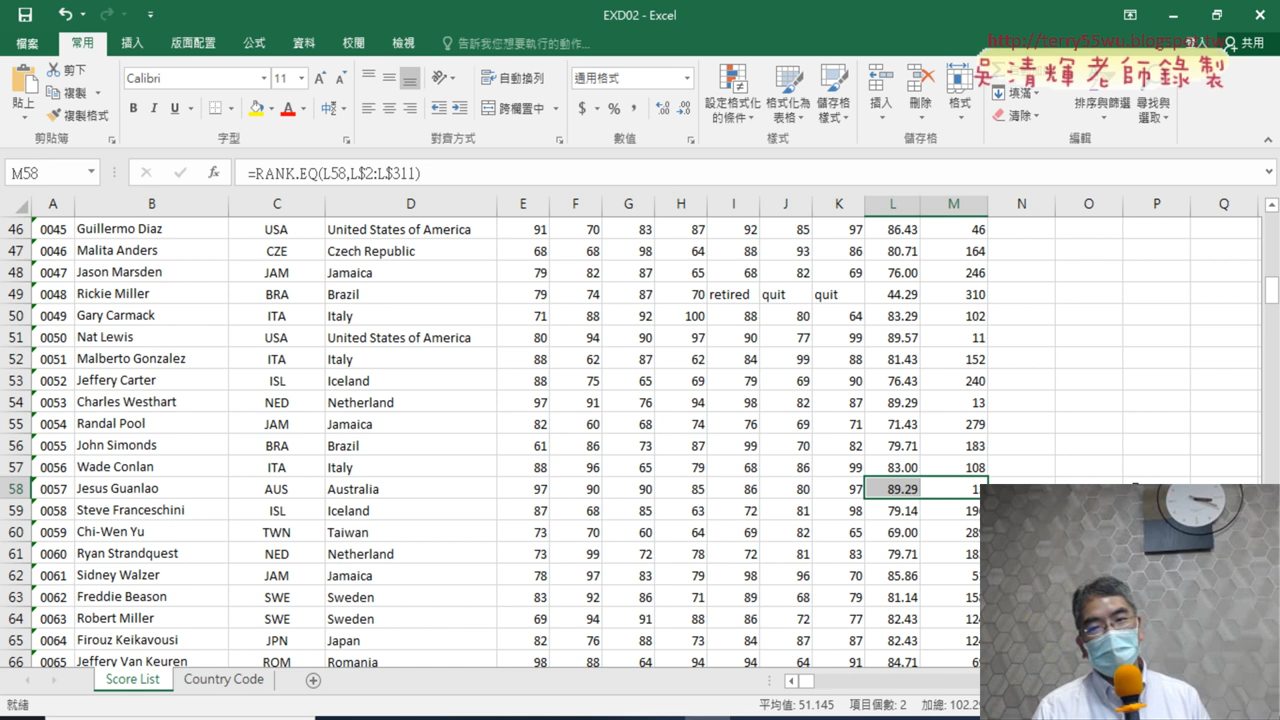 EXD02 - Excel
檔案 常用 插入 版面配置 公式 資料 校閱 檢視 告訴我您想要執行的動作... 登入 共用
http://terry55wu.blogspot.tw
吳清輝老師錄製
貼上 剪下 複製 複製格式 剪貼簿
Calibri 11 字型
自動換列 跨欄置中 對齊方式
通用格式 數值
設定格式化的條件 格式化為表格 儲存格樣式 樣式
插入 刪除 格式 儲存格
填滿 清除 排序與篩選 尋找與選取 編輯
M58 =RANK.EQ(L58,L$2:L$311)
A B C D E F G H I J K L M N O P Q
46 0045 Guillermo Diaz USA United States of America 91 70 83 87 92 85 97 86.43 46
47 0046 Malita Anders CZE Czech Republic 68 68 98 64 88 93 86 80.71 164
48 0047 Jason Marsden JAM Jamaica 79 82 87 65 68 82 69 76.00 246
49 0048 Rickie Miller BRA Brazil 79 74 87 70 retired quit quit 44.29 310
50 0049 Gary Carmack ITA Italy 71 88 92 100 88 80 64 83.29 102
51 0050 Nat Lewis USA United States of America 80 94 90 97 90 77 99 89.57 11
52 0051 Malberto Gonzalez ITA Italy 88 62 87 62 84 99 88 81.43 152
53 0052 Jeffery Carter ISL Iceland 88 75 65 69 79 69 90 76.43 240
54 0053 Charles Westhart NED Netherland 97 91 76 94 98 82 87 89.29 13
55 0054 Randal Pool JAM Jamaica 82 60 68 74 76 69 71 71.43 279
56 0055 John Simonds BRA Brazil 61 86 73 87 99 70 82 79.71 183
57 0056 Wade Conlan ITA Italy 88 96 65 79 68 86 99 83.00 108
58 0057 Jesus Guanlao AUS Australia 97 90 90 85 86 80 97 89.29
59 0058 Steve Franceschini ISL Iceland 87 68 85 63 72 81 98 79.14
60 0059 Chi-Wen Yu TWN Taiwan 73 70 60 64 69 82 65 69.00
61 0060 Ryan Strandquest NED Netherland 73 99 72 78 72 81 83 79.71
62 0061 Sidney Walzer JAM Jamaica 78 97 83 79 98 96 70 85.86
63 0062 Freddie Beason SWE Sweden 83 92 86 71 89 68 79 81.14
64 0063 Robert Miller SWE Sweden 69 94 91 88 86 72 77 82.43
65 0064 Firouz Keikavousi JPN Japan 82 76 88 73 84 87 87 82.43
66 0065 Jeffery Van Keuren ROM Romania 98 88 64 94 94 64 91 84.71
Score List Country Code
就緒 平均值: 51.145 項目個數: 2 加總: 102.2